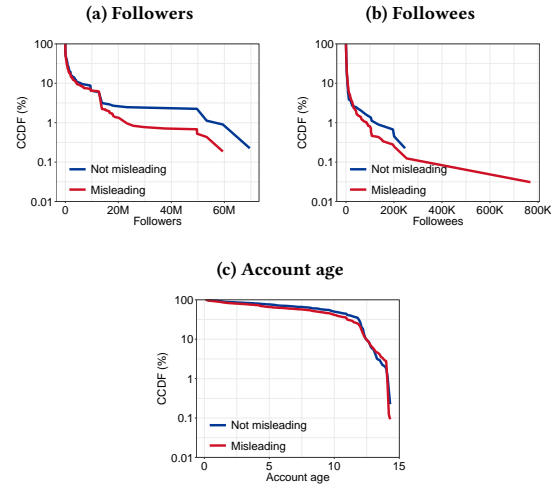 (a) Followers
100
10
1
0.1
0.01
CCDF (%)
Not misleading
Misleading
0 20M 40M 60M
Followers
(b) Followees
100
10
1
0.1
0.01
CCDF (%)
Not misleading
Misleading
0 200K 400K 600K 800K
Followees
(c) Account age
100
10
1
0.1
0.01
CCDF (%)
Not misleading
Misleading
0 5 10 15
Account age